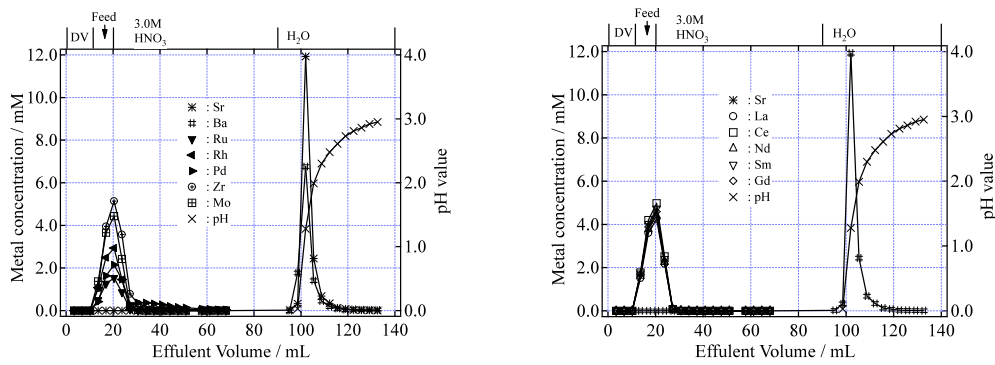 Feed
DV
3.0M
HNO3
H2O
12.0
10.0
8.0
6.0
4.0
2.0
0.0
Metal concentration / mM
4.0
3.0
2.0
1.0
0.0
pH value
: Sr
: Ba
: Ru
: Rh
: Pd
: Zr
: Mo
: pH
0 20 40 60 80 100 120 140
Effulent Volume / mL
Feed
DV
3.0M
HNO3
H2O
12.0
10.0
8.0
6.0
4.0
2.0
0.0
Metal concentration / mM
4.0
3.0
2.0
1.0
0.0
pH value
: Sr
: La
: Ce
: Nd
: Sm
: Gd
: pH
0 20 40 60 80 100 120 140
Effulent Volume / mL